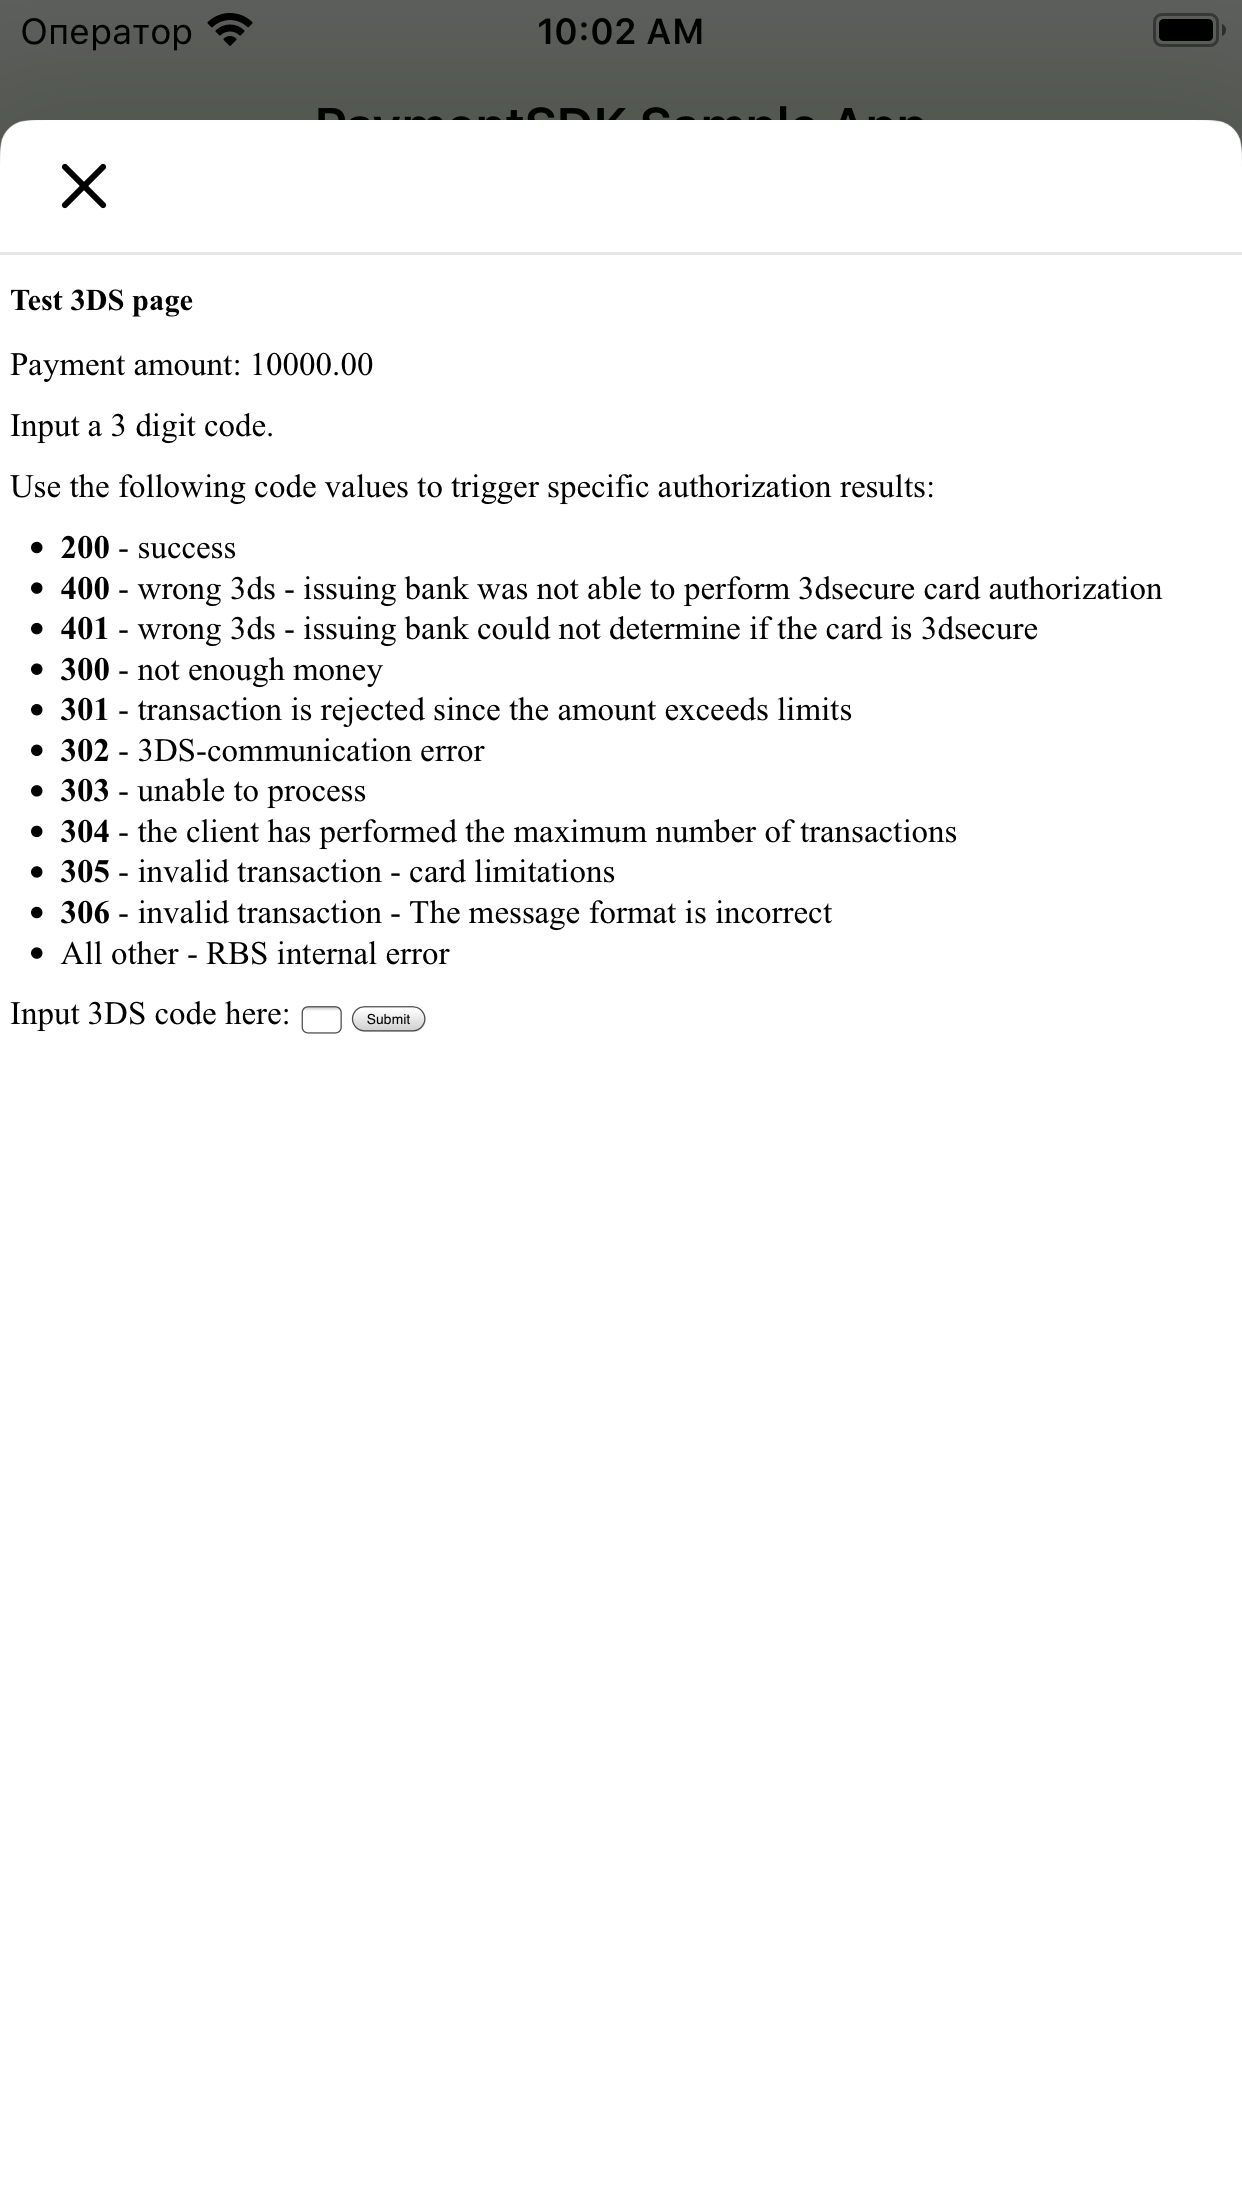 Оператор 10:02 AM
PaymentSDK Sample App
Test 3DS page
Payment amount: 10000.00
Input a 3 digit code.
Use the following code values to trigger specific authorization results:
• 200 - success
• 400 - wrong 3ds - issuing bank was not able to perform 3dsecure card authorization
• 401 - wrong 3ds - issuing bank could not determine if the card is 3dsecure
• 300 - not enough money
• 301 - transaction is rejected since the amount exceeds limits
• 302 - 3DS-communication error
• 303 - unable to process
• 304 - the client has performed the maximum number of transactions
• 305 - invalid transaction - card limitations
• 306 - invalid transaction - The message format is incorrect
• All other - RBS internal error
Input 3DS code here: Submit